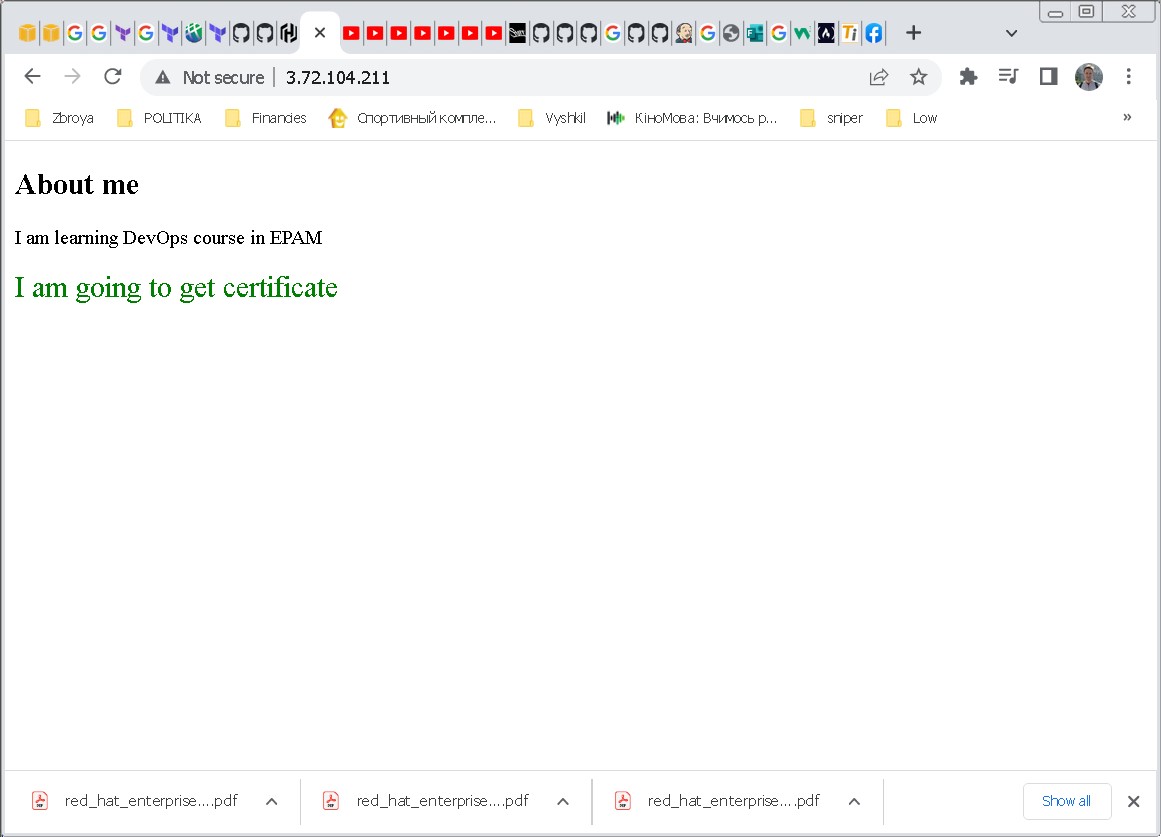 Not secure 3.72.104.211
Zbroya POLITIKA Financies Спортивный компле... Vyshkil КіноМова: Вчимось р... sniper Low »
About me
I am learning DevOps course in EPAM
I am going to get certificate
red_hat_enterprise....pdf red_hat_enterprise....pdf red_hat_enterprise....pdf Show all